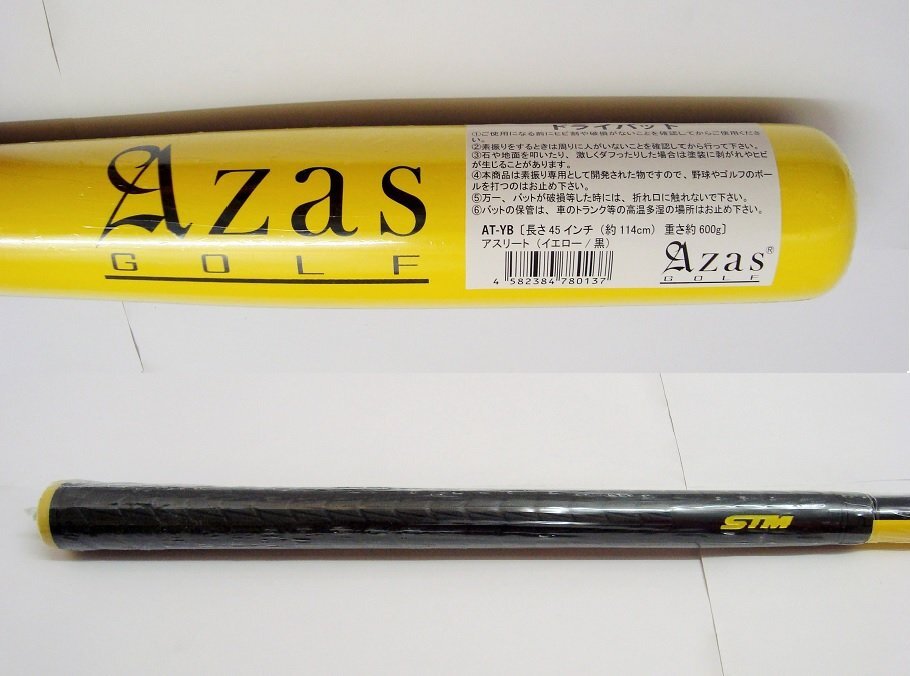 Azas
GOLF
ドライバット
①ご使用になる前にヒビ割や破損がないことを確認してからご使用くださ
い。
②素振りをするときは周りに人がいないことを確認してから行って下さい。
③石や地面を叩いたり、激しくダフったりした場合は塗装に剥がれやヒビ
が生じることがあります。
④本商品は素振り専用として開発された物ですので、野球やゴルフのボー
ルを打つのはお止め下さい。
⑤万一、バットが破損等した時には、折れ口に触れないで下さい。
⑥バットの保管は、車のトランク等の高温多湿の場所はお止め下さい。
AT-YB〔長さ45インチ（約114cm）重さ約600g〕
アスリート（イエロー/黒）
4 582384 780137
Azas®
GOLF
STM